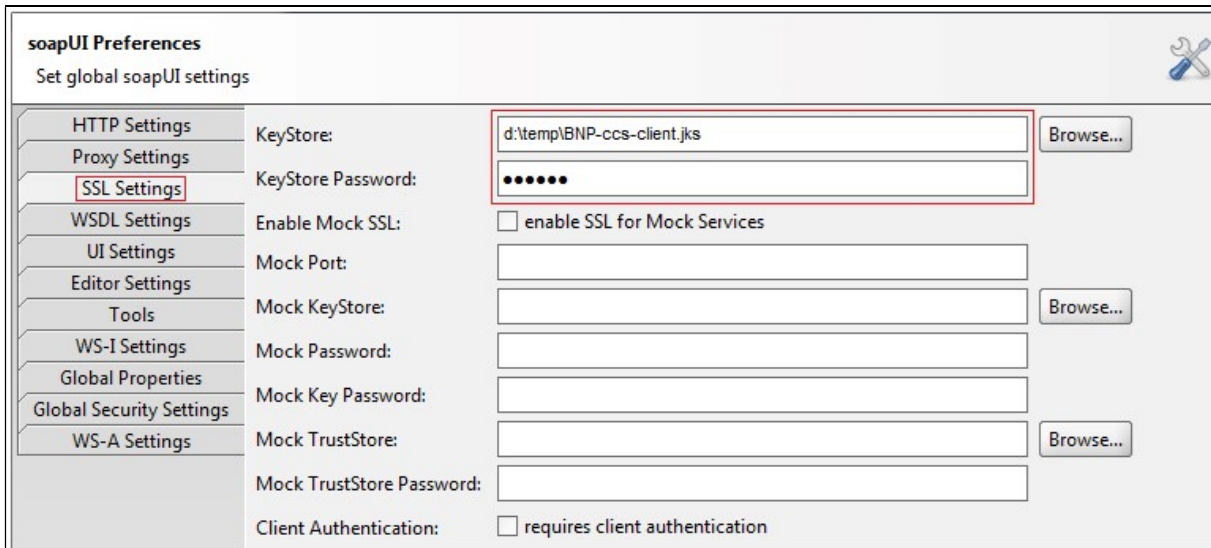 soapUI Preferences
Set global soapUI settings
HTTP Settings
Proxy Settings
SSL Settings
WSDL Settings
UI Settings
Editor Settings
Tools
WS-I Settings
Global Properties
Global Security Settings
WS-A Settings
KeyStore: d:\temp\BNP-ccs-client.jks Browse...
KeyStore Password: ••••••
Enable Mock SSL: enable SSL for Mock Services
Mock Port:
Mock KeyStore: Browse...
Mock Password:
Mock Key Password:
Mock TrustStore: Browse...
Mock TrustStore Password:
Client Authentication: requires client authentication